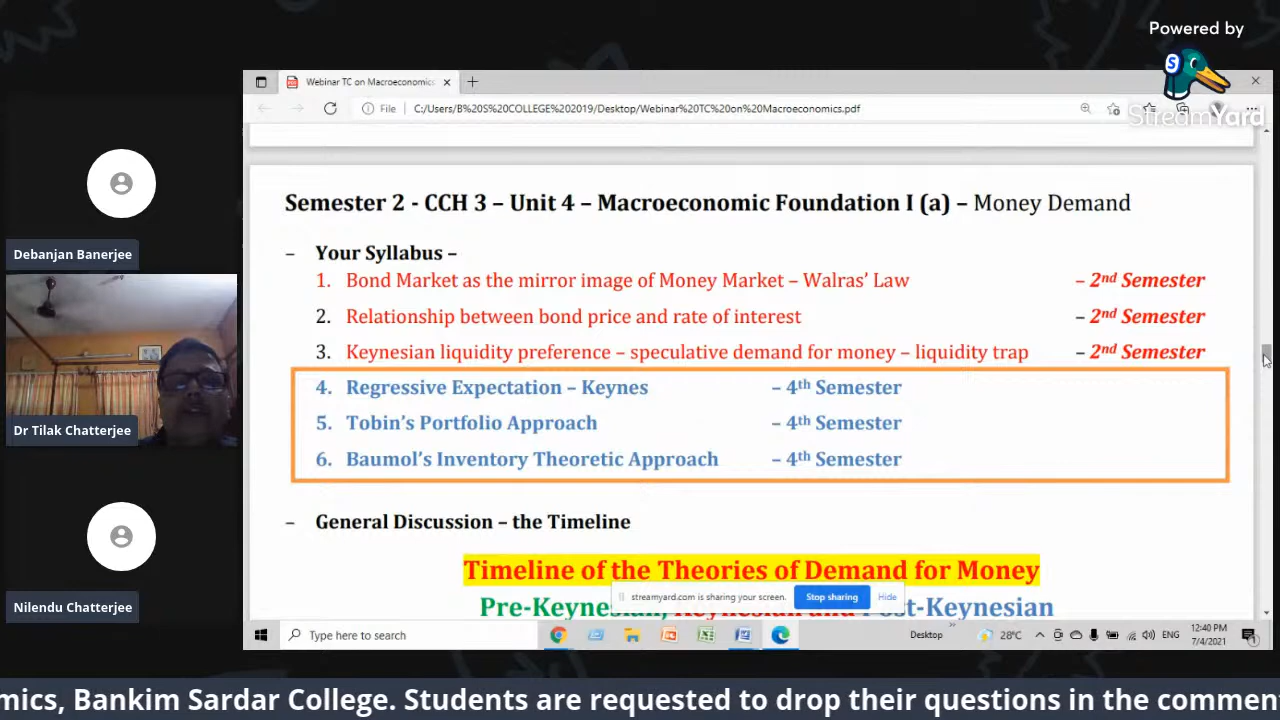 Powered by
StreamYard
Webinar TC on Macroeconomics
File
C:/Users/B%20S%20COLLEGE%202019/Desktop/Webinar%20TC%20on%20Macroeconomics.pdf
Semester 2 - CCH 3 – Unit 4 – Macroeconomic Foundation I (a) – Money Demand
– Your Syllabus –
1. Bond Market as the mirror image of Money Market – Walras’ Law – 2nd Semester
2. Relationship between bond price and rate of interest – 2nd Semester
3. Keynesian liquidity preference – speculative demand for money – liquidity trap – 2nd Semester
4. Regressive Expectation – Keynes – 4th Semester
5. Tobin’s Portfolio Approach – 4th Semester
6. Baumol’s Inventory Theoretic Approach – 4th Semester
– General Discussion – the Timeline
Timeline of the Theories of Demand for Money
Post-Keynesian
streamyard.com is sharing your screen. Stop sharing Hide
Debanjan Banerjee
Dr Tilak Chatterjee
Nilendu Chatterjee
Type here to search
Desktop
28°C
ENG
12:40 PM
7/4/2021
mics, Bankim Sardar College. Students are requested to drop their questions in the commen